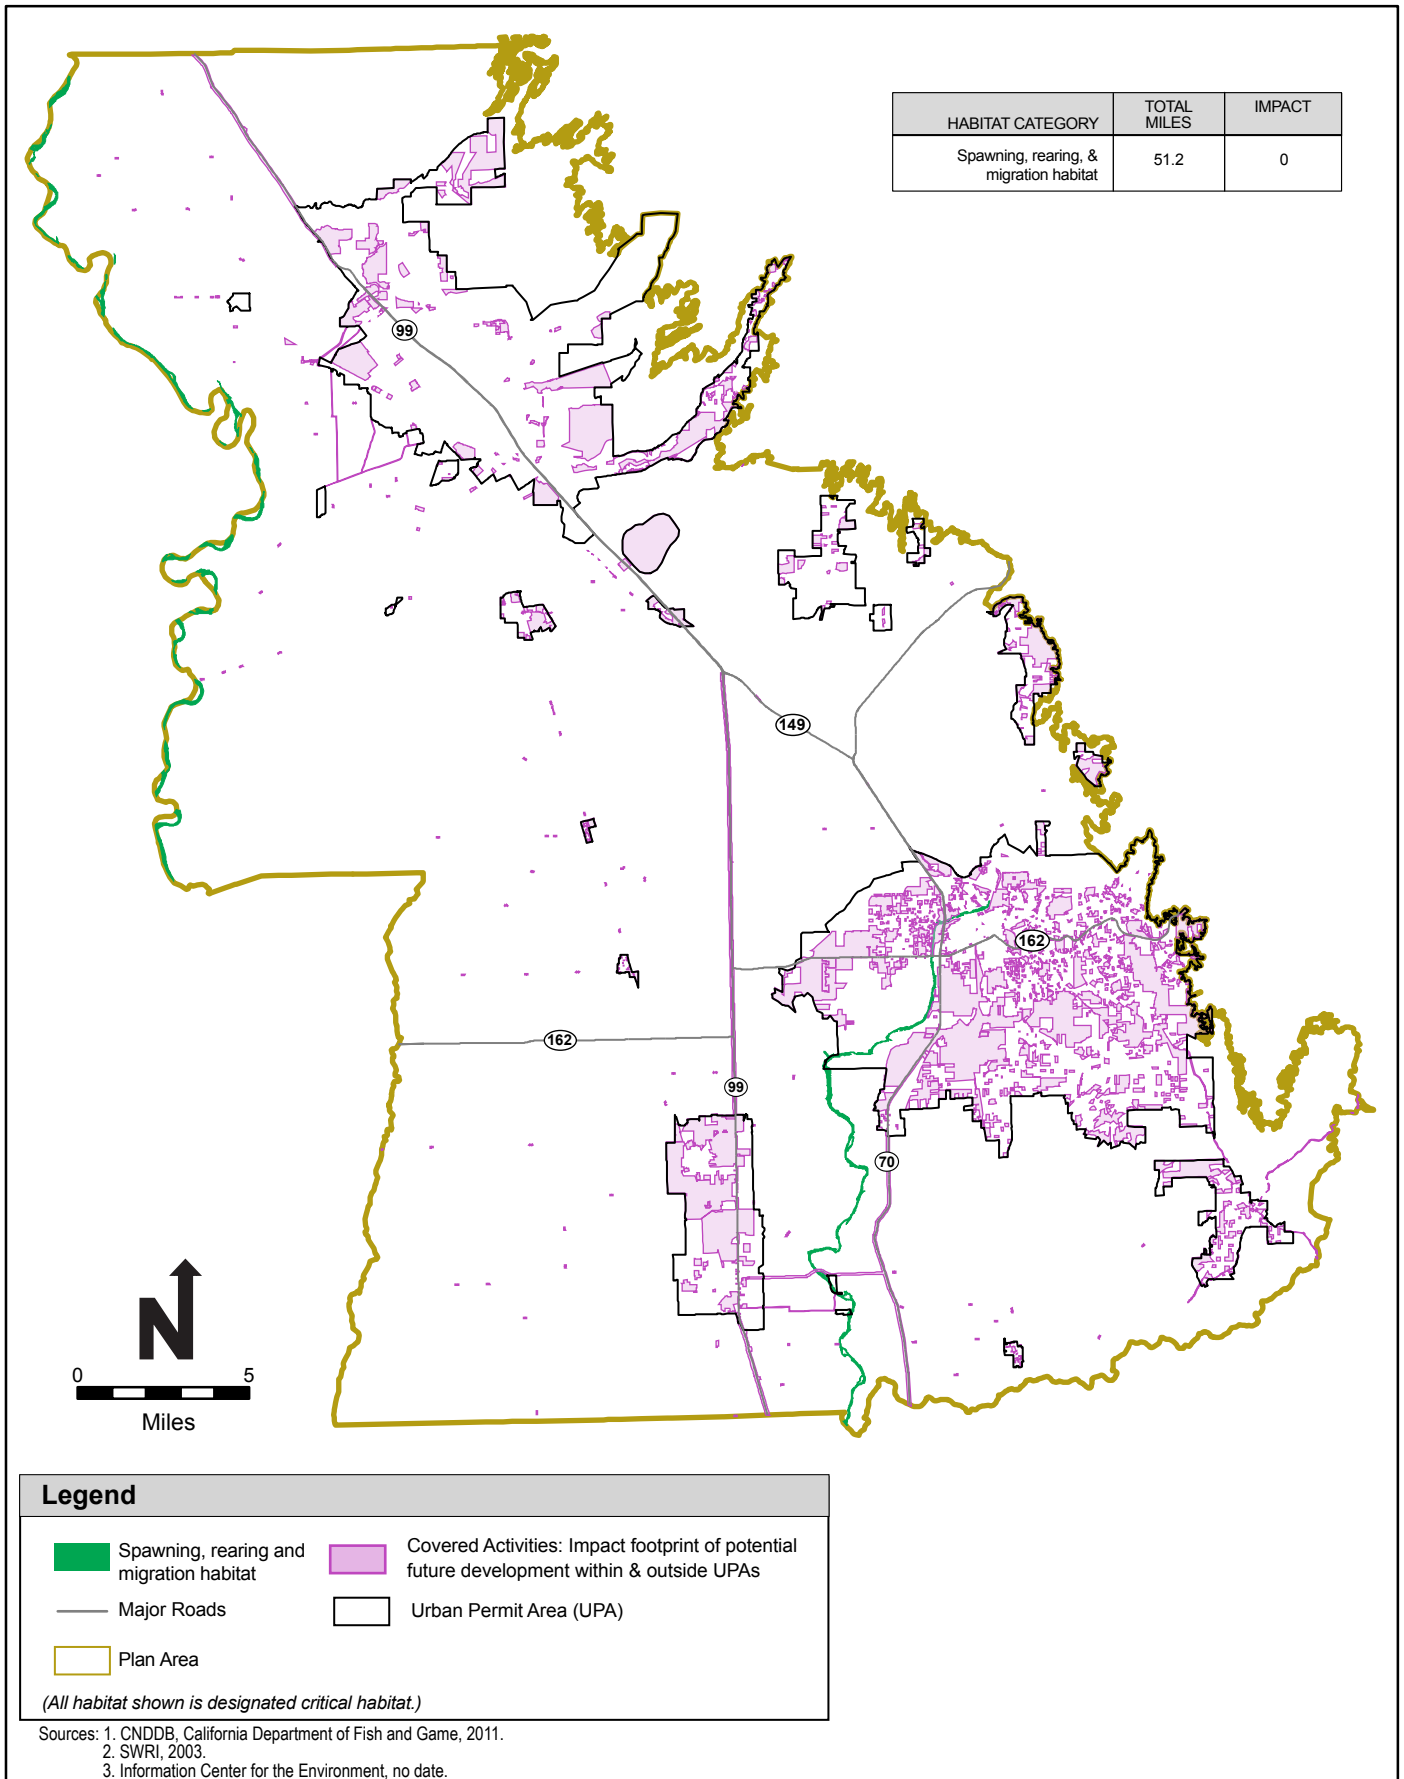 HABITAT CATEGORY
TOTAL
MILES
IMPACT
Spawning, rearing, &
migration habitat
51.2
0
99
149
162
162
99
70
N
0
5
Miles
Legend
Spawning, rearing and
migration habitat
Covered Activities: Impact footprint of potential
future development within & outside UPAs
Major Roads
Urban Permit Area (UPA)
Plan Area
(All habitat shown is designated critical habitat.)
Sources: 1. CNDDB, California Department of Fish and Game, 2011.
2. SWRI, 2003.
3. Information Center for the Environment, no date.